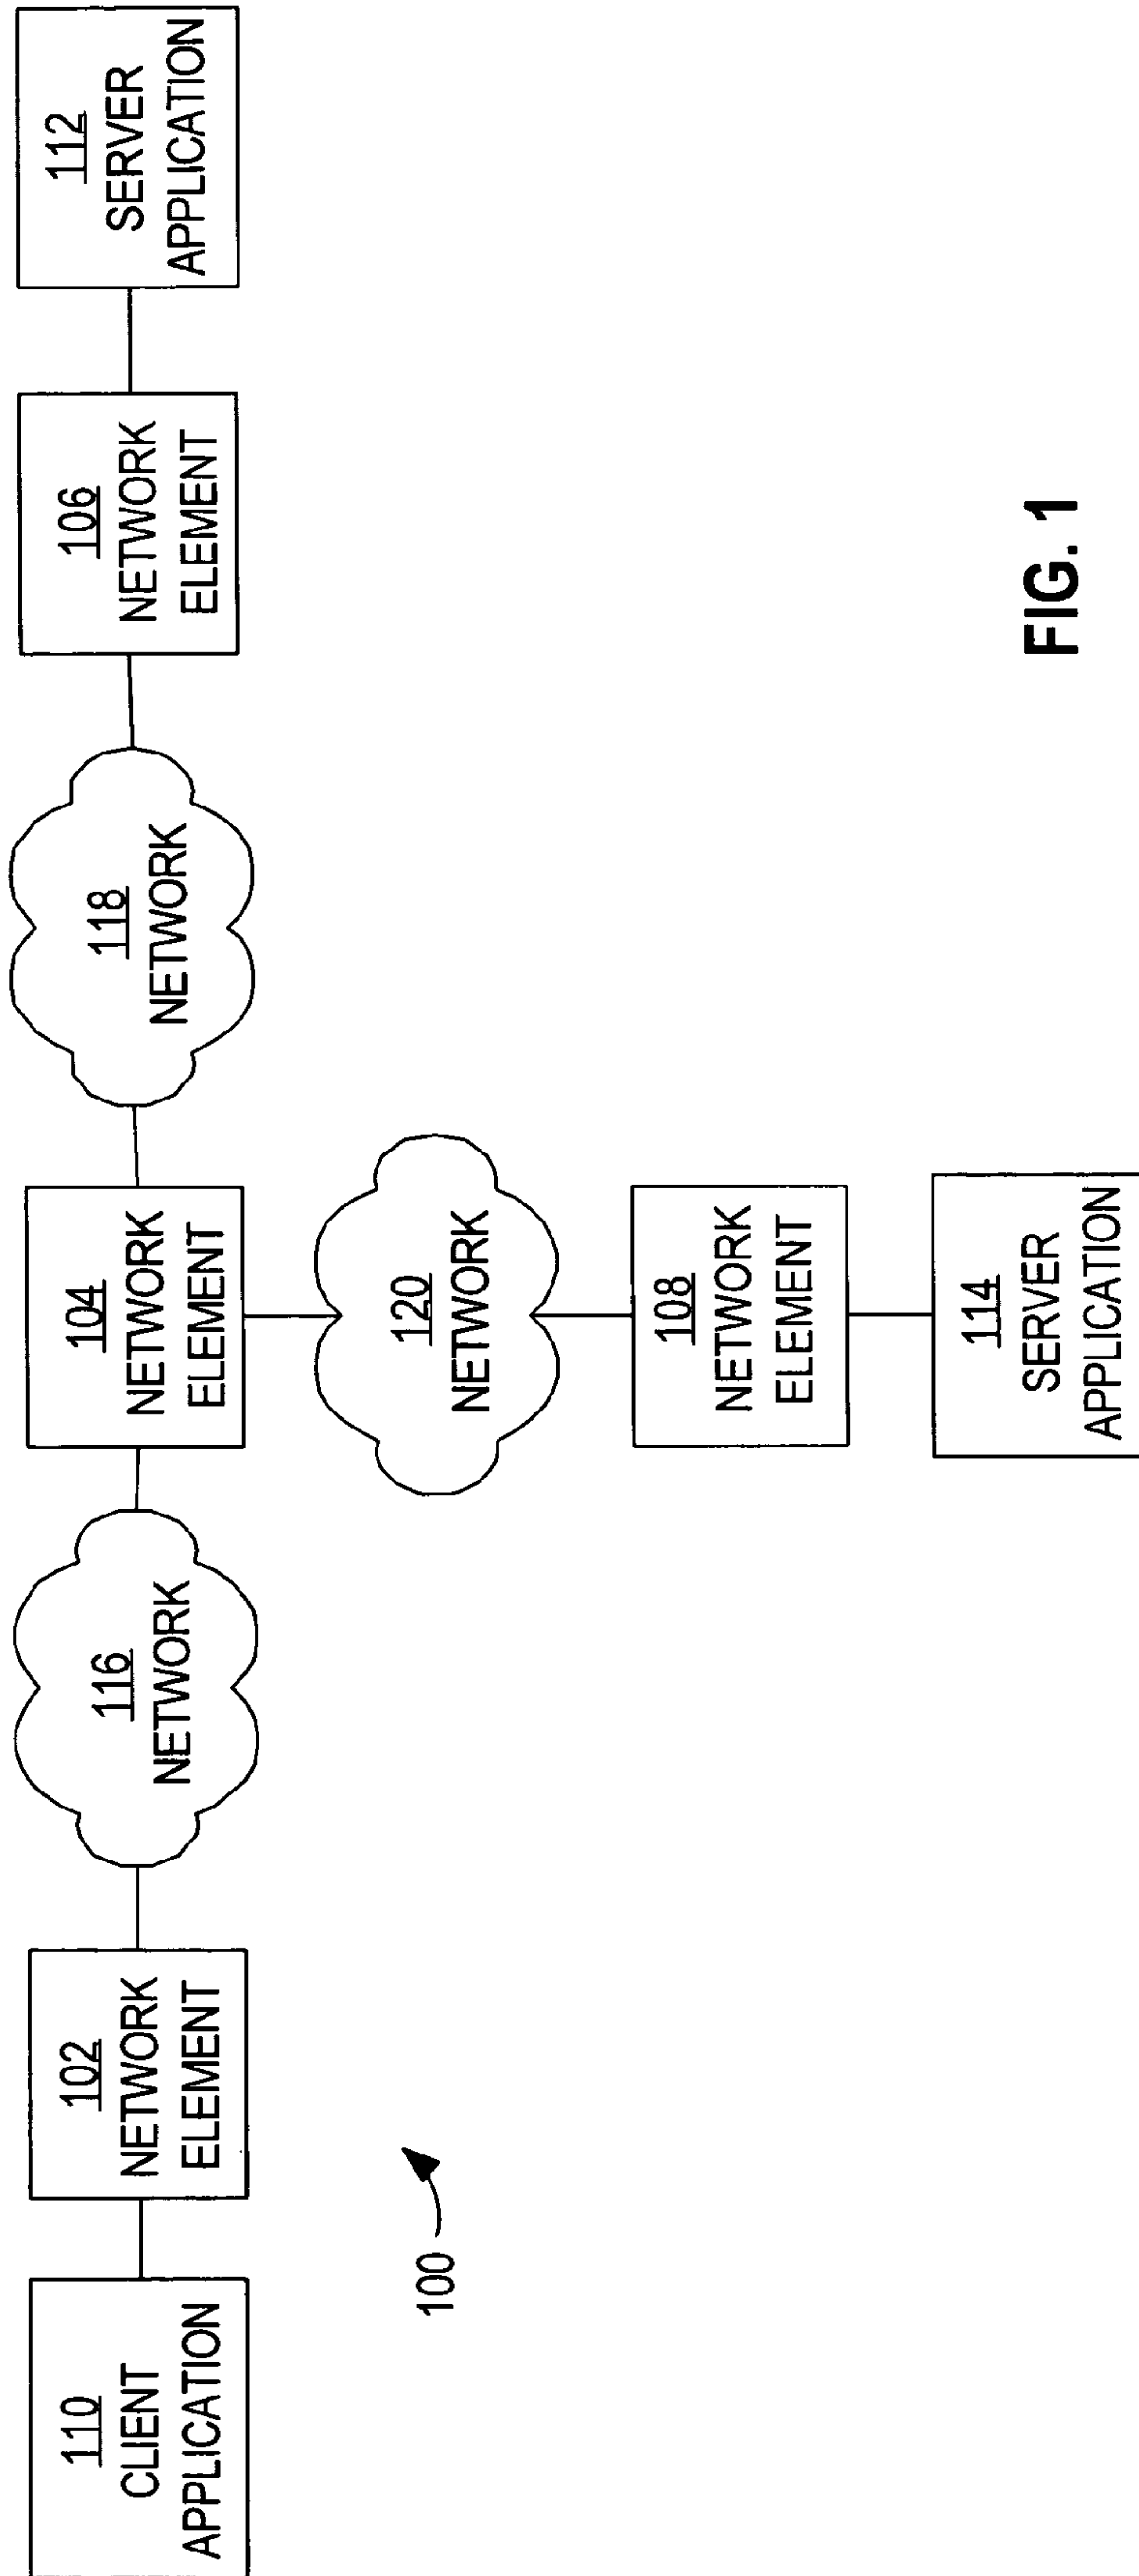 110
CLIENT
APPLICATION
102
NETWORK
ELEMENT
116
NETWORK
104
NETWORK
ELEMENT
118
NETWORK
106
NETWORK
ELEMENT
112
SERVER
APPLICATION
120
NETWORK
108
NETWORK
ELEMENT
114
SERVER
APPLICATION
100
FIG. 1